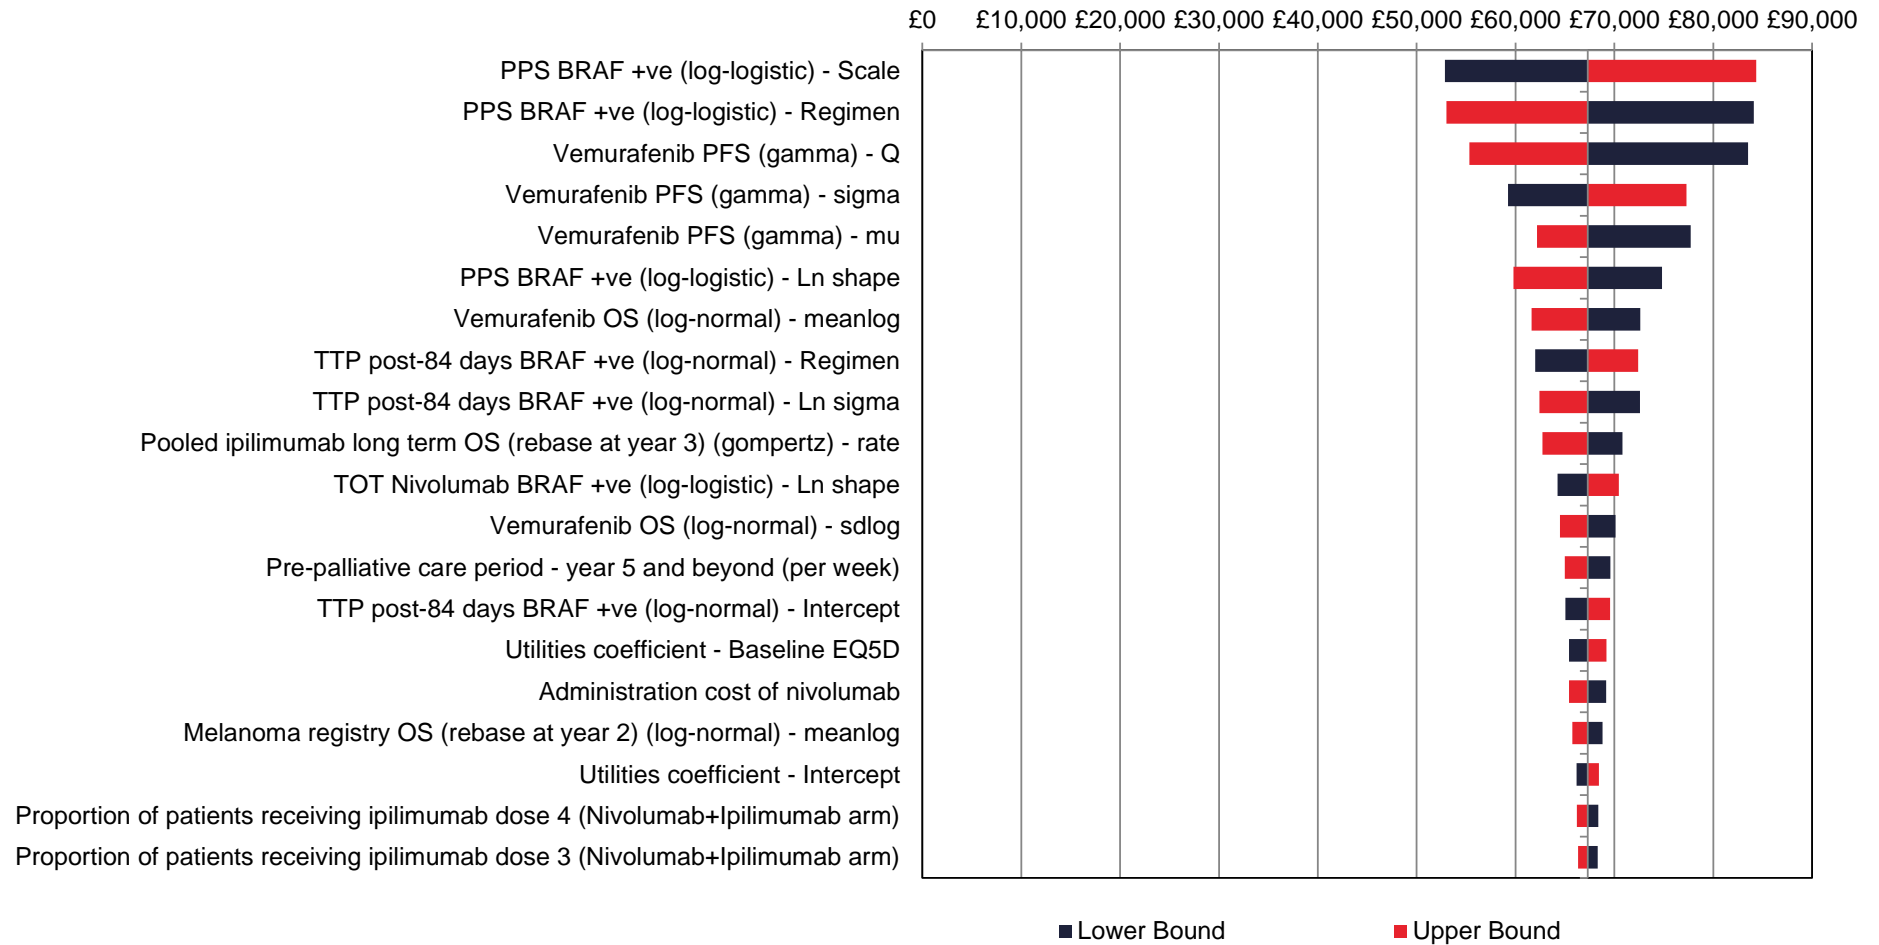 £0 £10,000 £20,000 £30,000 £40,000 £50,000 £60,000 £70,000 £80,000 £90,000
PPS BRAF +ve (log-logistic) - Scale
PPS BRAF +ve (log-logistic) - Regimen
Vemurafenib PFS (gamma) - Q
Vemurafenib PFS (gamma) - sigma
Vemurafenib PFS (gamma) - mu
PPS BRAF +ve (log-logistic) - Ln shape
Vemurafenib OS (log-normal) - meanlog
TTP post-84 days BRAF +ve (log-normal) - Regimen
TTP post-84 days BRAF +ve (log-normal) - Ln sigma
Pooled ipilimumab long term OS (rebase at year 3) (gompertz) - rate
TOT Nivolumab BRAF +ve (log-logistic) - Ln shape
Vemurafenib OS (log-normal) - sdlog
Pre-palliative care period - year 5 and beyond (per week)
TTP post-84 days BRAF +ve (log-normal) - Intercept
Utilities coefficient - Baseline EQ5D
Administration cost of nivolumab
Melanoma registry OS (rebase at year 2) (log-normal) - meanlog
Utilities coefficient - Intercept
Proportion of patients receiving ipilimumab dose 4 (Nivolumab+Ipilimumab arm)
Proportion of patients receiving ipilimumab dose 3 (Nivolumab+Ipilimumab arm)
Lower Bound Upper Bound